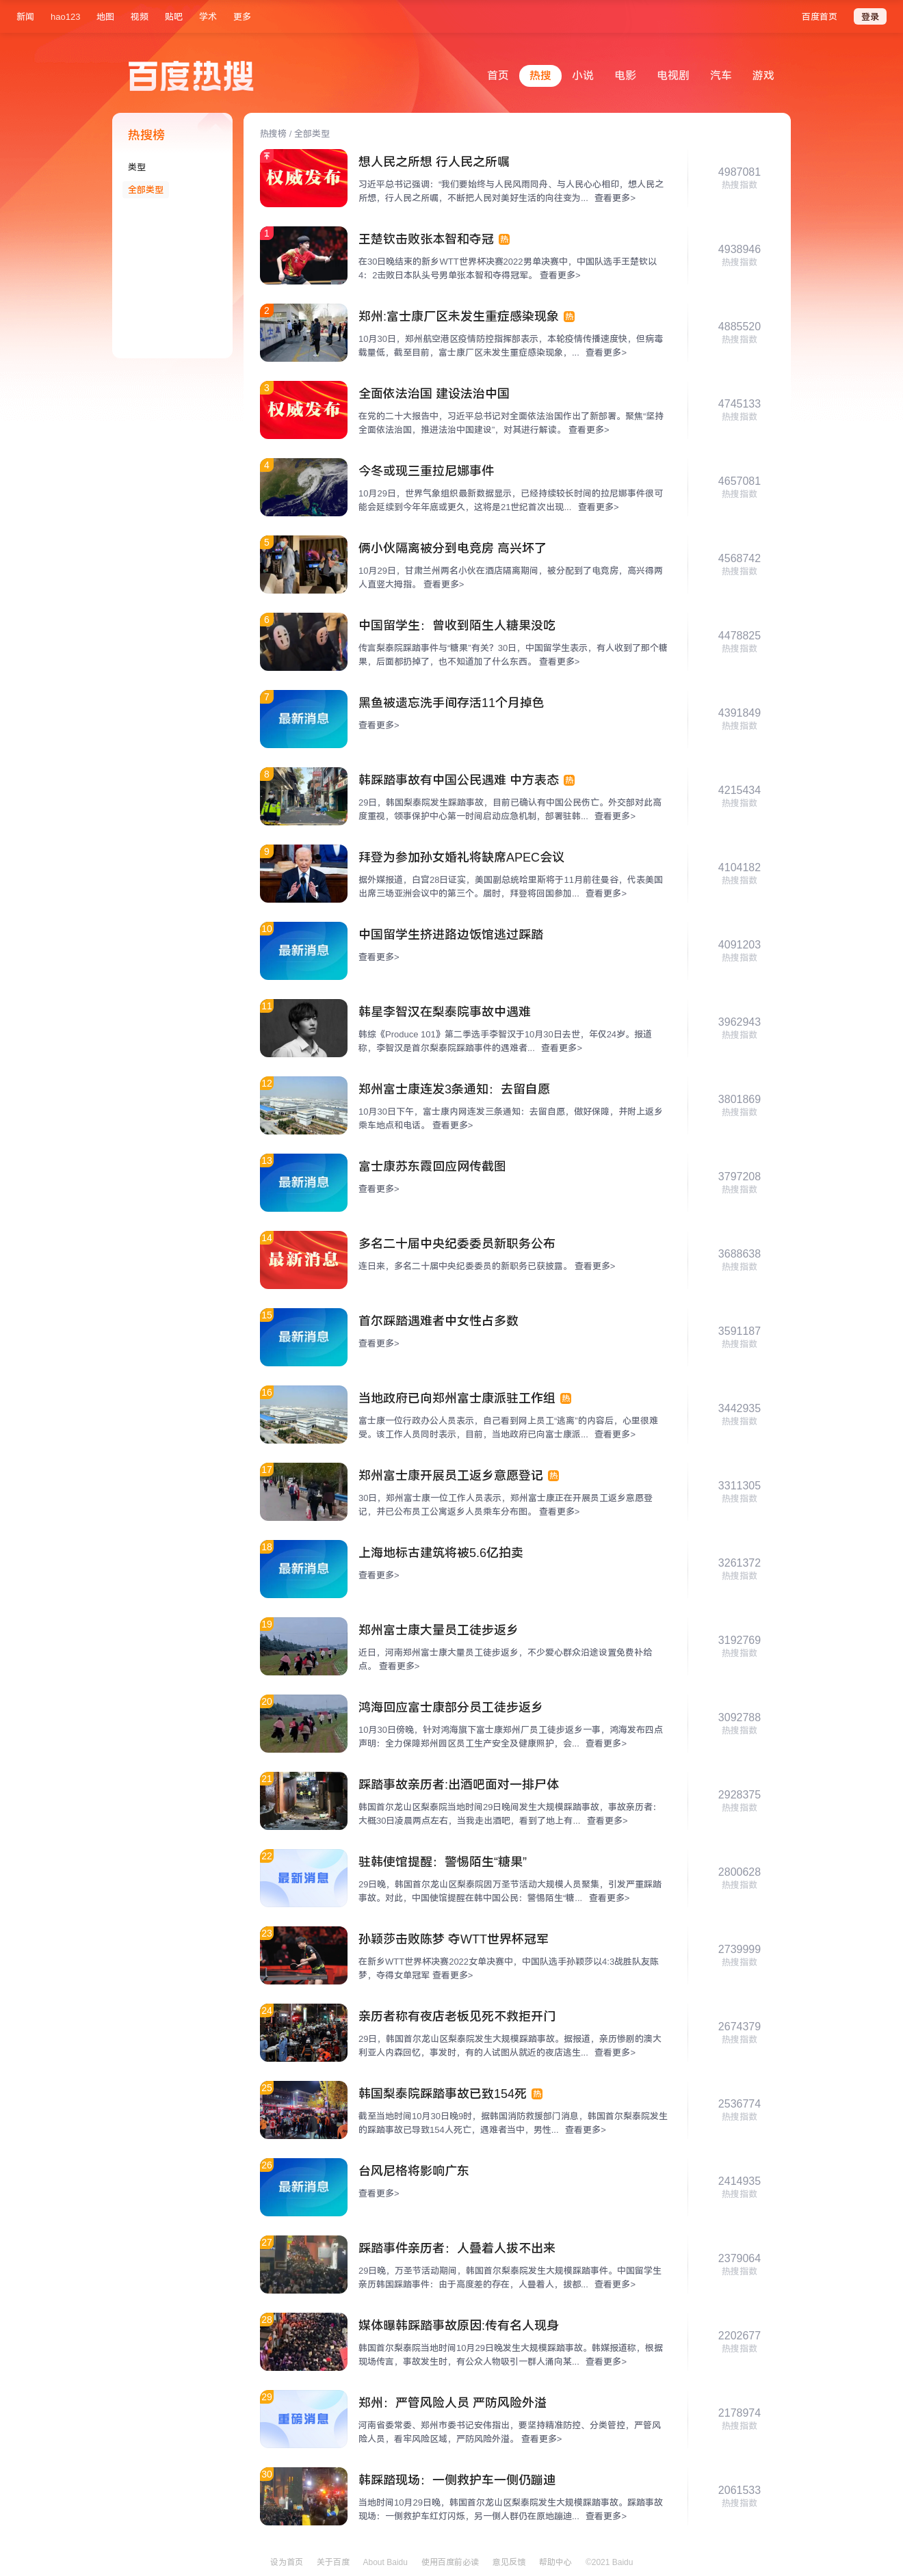 新闻 hao123 地图 视频 贴吧 学术 更多 百度首页 登录
百度热搜
首页 热搜 小说 电影 电视剧 汽车 游戏
热搜榜
类型
全部类型
热搜榜 / 全部类型
权威发布
想人民之所想 行人民之所嘱
习近平总书记强调：“我们要始终与人民风雨同舟、与人民心心相印，想人民之
所想，行人民之所嘱，不断把人民对美好生活的向往变为... 查看更多>
4987081
热搜指数
1
王楚钦击败张本智和夺冠 热
在30日晚结束的新乡WTT世界杯决赛2022男单决赛中，中国队选手王楚钦以
4：2击败日本队头号男单张本智和夺得冠军。 查看更多>
4938946
热搜指数
2
郑州:富士康厂区未发生重症感染现象 热
10月30日，郑州航空港区疫情防控指挥部表示，本轮疫情传播速度快，但病毒
载量低，截至目前，富士康厂区未发生重症感染现象，... 查看更多>
4885520
热搜指数
3
权威发布
全面依法治国 建设法治中国
在党的二十大报告中，习近平总书记对全面依法治国作出了新部署。聚焦“坚持
全面依法治国，推进法治中国建设”，对其进行解读。 查看更多>
4745133
热搜指数
4
今冬或现三重拉尼娜事件
10月29日，世界气象组织最新数据显示，已经持续较长时间的拉尼娜事件很可
能会延续到今年年底或更久，这将是21世纪首次出现... 查看更多>
4657081
热搜指数
5
俩小伙隔离被分到电竞房 高兴坏了
10月29日，甘肃兰州两名小伙在酒店隔离期间，被分配到了电竞房，高兴得两
人直竖大拇指。 查看更多>
4568742
热搜指数
6
中国留学生：曾收到陌生人糖果没吃
传言梨泰院踩踏事件与“糖果”有关？30日，中国留学生表示，有人收到了那个糖
果，后面都扔掉了，也不知道加了什么东西。 查看更多>
4478825
热搜指数
7
最新消息
黑鱼被遗忘洗手间存活11个月掉色
查看更多>
4391849
热搜指数
8
韩踩踏事故有中国公民遇难 中方表态 热
29日，韩国梨泰院发生踩踏事故，目前已确认有中国公民伤亡。外交部对此高
度重视，领事保护中心第一时间启动应急机制，部署驻韩... 查看更多>
4215434
热搜指数
9
拜登为参加孙女婚礼将缺席APEC会议
据外媒报道，白宫28日证实，美国副总统哈里斯将于11月前往曼谷，代表美国
出席三场亚洲会议中的第三个。届时，拜登将回国参加... 查看更多>
4104182
热搜指数
10
最新消息
中国留学生挤进路边饭馆逃过踩踏
查看更多>
4091203
热搜指数
11
韩星李智汉在梨泰院事故中遇难
韩综《Produce 101》第二季选手李智汉于10月30日去世，年仅24岁。报道
称，李智汉是首尔梨泰院踩踏事件的遇难者... 查看更多>
3962943
热搜指数
12
郑州富士康连发3条通知：去留自愿
10月30日下午，富士康内网连发三条通知：去留自愿，做好保障，并附上返乡
乘车地点和电话。 查看更多>
3801869
热搜指数
13
最新消息
富士康苏东霞回应网传截图
查看更多>
3797208
热搜指数
14
最新消息
多名二十届中央纪委委员新职务公布
连日来，多名二十届中央纪委委员的新职务已获披露。 查看更多>
3688638
热搜指数
15
最新消息
首尔踩踏遇难者中女性占多数
查看更多>
3591187
热搜指数
16
当地政府已向郑州富士康派驻工作组 热
富士康一位行政办公人员表示，自己看到网上员工“逃离”的内容后，心里很难
受。该工作人员同时表示，目前，当地政府已向富士康派... 查看更多>
3442935
热搜指数
17
郑州富士康开展员工返乡意愿登记 热
30日，郑州富士康一位工作人员表示，郑州富士康正在开展员工返乡意愿登
记，并已公布员工公寓返乡人员乘车分布图。 查看更多>
3311305
热搜指数
18
最新消息
上海地标古建筑将被5.6亿拍卖
查看更多>
3261372
热搜指数
19
郑州富士康大量员工徒步返乡
近日，河南郑州富士康大量员工徒步返乡，不少爱心群众沿途设置免费补给
点。 查看更多>
3192769
热搜指数
20
鸿海回应富士康部分员工徒步返乡
10月30日傍晚，针对鸿海旗下富士康郑州厂员工徒步返乡一事，鸿海发布四点
声明：全力保障郑州园区员工生产安全及健康照护，会... 查看更多>
3092788
热搜指数
21
踩踏事故亲历者:出酒吧面对一排尸体
韩国首尔龙山区梨泰院当地时间29日晚间发生大规模踩踏事故，事故亲历者：
大概30日凌晨两点左右，当我走出酒吧，看到了地上有... 查看更多>
2928375
热搜指数
22
最新消息
驻韩使馆提醒：警惕陌生“糖果”
29日晚，韩国首尔龙山区梨泰院因万圣节活动大规模人员聚集，引发严重踩踏
事故。对此，中国使馆提醒在韩中国公民：警惕陌生“糖... 查看更多>
2800628
热搜指数
23
孙颖莎击败陈梦 夺WTT世界杯冠军
在新乡WTT世界杯决赛2022女单决赛中，中国队选手孙颖莎以4:3战胜队友陈
梦，夺得女单冠军 查看更多>
2739999
热搜指数
24
亲历者称有夜店老板见死不救拒开门
29日，韩国首尔龙山区梨泰院发生大规模踩踏事故。据报道，亲历惨剧的澳大
利亚人内森回忆，事发时，有的人试图从就近的夜店逃生... 查看更多>
2674379
热搜指数
25
韩国梨泰院踩踏事故已致154死 热
截至当地时间10月30日晚9时，据韩国消防救援部门消息，韩国首尔梨泰院发生
的踩踏事故已导致154人死亡，遇难者当中，男性... 查看更多>
2536774
热搜指数
26
最新消息
台风尼格将影响广东
查看更多>
2414935
热搜指数
27
踩踏事件亲历者：人叠着人拔不出来
29日晚，万圣节活动期间，韩国首尔梨泰院发生大规模踩踏事件。中国留学生
亲历韩国踩踏事件：由于高度差的存在，人叠着人，拔都... 查看更多>
2379064
热搜指数
28
媒体曝韩踩踏事故原因:传有名人现身
韩国首尔梨泰院当地时间10月29日晚发生大规模踩踏事故。韩媒报道称，根据
现场传言，事故发生时，有公众人物吸引一群人涌向某... 查看更多>
2202677
热搜指数
29
重磅消息
郑州：严管风险人员 严防风险外溢
河南省委常委、郑州市委书记安伟指出，要坚持精准防控、分类管控，严管风
险人员，看牢风险区域，严防风险外溢。 查看更多>
2178974
热搜指数
30
韩踩踏现场：一侧救护车一侧仍蹦迪
当地时间10月29日晚，韩国首尔龙山区梨泰院发生大规模踩踏事故。踩踏事故
现场：一侧救护车红灯闪烁，另一侧人群仍在原地蹦迪... 查看更多>
2061533
热搜指数
设为首页 关于百度 About Baidu 使用百度前必读 意见反馈 帮助中心 ©2021 Baidu